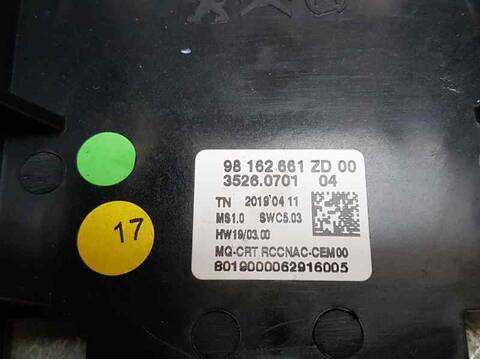 98 162 661 ZD 00
3526.0701 04
TN 2019'04 11
MS1.0 SWC5.03
HW19/03.00
MQ-CRT RCCNAC-CEM00
8019000062916005
17